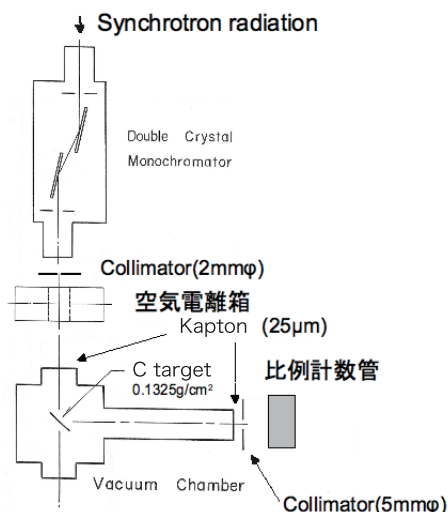 Synchrotron radiation
Double Crystal
Monochromator
Collimator(2mmφ)
空気電離箱
Kapton (25μm)
C target
0.1325g/cm²
比例計数管
Vacuum Chamber
Collimator(5mmφ)